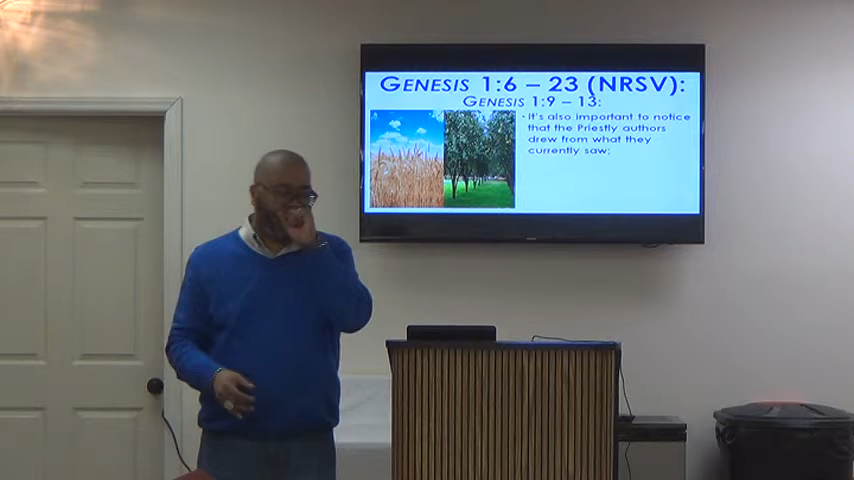 GENESIS 1:6 – 23 (NRSV):
GENESIS 1:9 – 13:
• It's also important to notice
that the Priestly authors
drew from what they
currently saw;